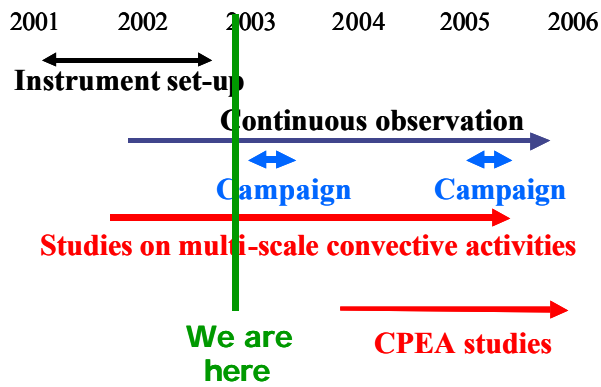 2001 2002 2003 2004 2005 2006
Instrument set-up
Continuous observation
Campaign Campaign
Studies on multi-scale convective activities
We are
here
CPEA studies